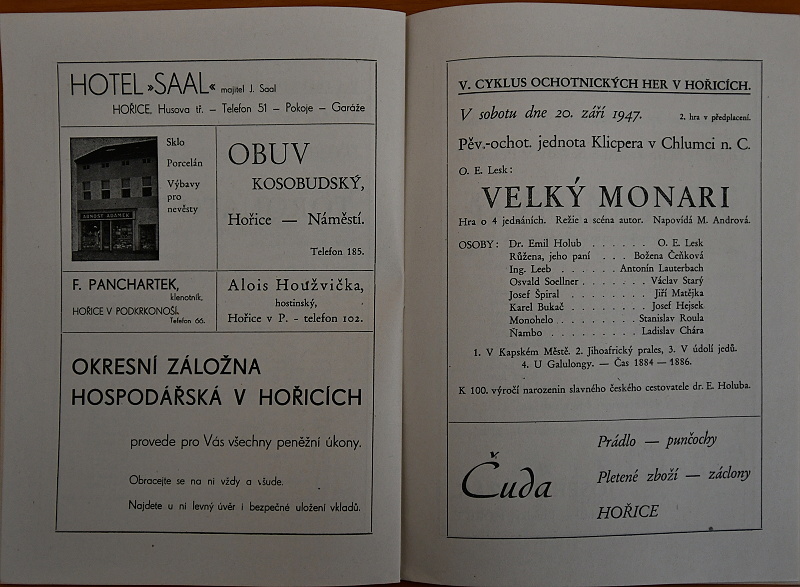 HOTEL »SAAL« majitel J. Saal
HOŘICE, Husova tř. – Telefon 51 – Pokoje – Garáže
ARNOŠT ADÁMEK
Sklo
Porcelán
Výbavy
pro
nevěsty
OBUV
KOSOBUDSKÝ,
Hořice — Náměstí.
Telefon 185.
F. PANCHARTEK,
klenotník,
HOŘICE V PODKRKONOŠÍ.
Telefon 66.
Alois Houžvička,
hostinský,
Hořice v P. - telefon 102.
OKRESNÍ ZÁLOŽNA
HOSPODÁŘSKÁ V HOŘICÍCH
provede pro Vás všechny peněžní úkony.
Obracejte se na ni vždy a všude.
Najdete u ní levný úvěr i bezpečné uložení vkladů.
V. CYKLUS OCHOTNICKÝCH HER V HOŘICÍCH.
V sobotu dne 20. září 1947. 2. hra v předplacení.
Pěv.-ochot. jednota Klicpera v Chlumci n. C.
O. E. Lesk:
VELKÝ MONARI
Hra o 4 jednáních. Režie a scéna autor. Napovídá M. Andrová.
OSOBY: Dr. Emil Holub . . . . . . O. E. Lesk
Růžena, jeho paní . . . Božena Čeňková
Ing. Leeb . . . . . Antonín Lauterbach
Osvald Soellner . . . . . . . Václav Starý
Josef Špiral . . . . . . . . Jiří Matějka
Karel Bukač . . . . . . . Josef Hejsek
Monohelo . . . . . . . Stanislav Roula
Ňambo . . . . . . . . . Ladislav Chára
1. V Kapském Městě. 2. Jihoafrický prales, 3. V údolí jedů.
4. U Galulongy. — Čas 1884 — 1886.
K 100. výročí narozenin slavného českého cestovatele dr. E. Holuba.
Čuda
Prádlo — punčochy
Pletené zboží — záclony
HOŘICE